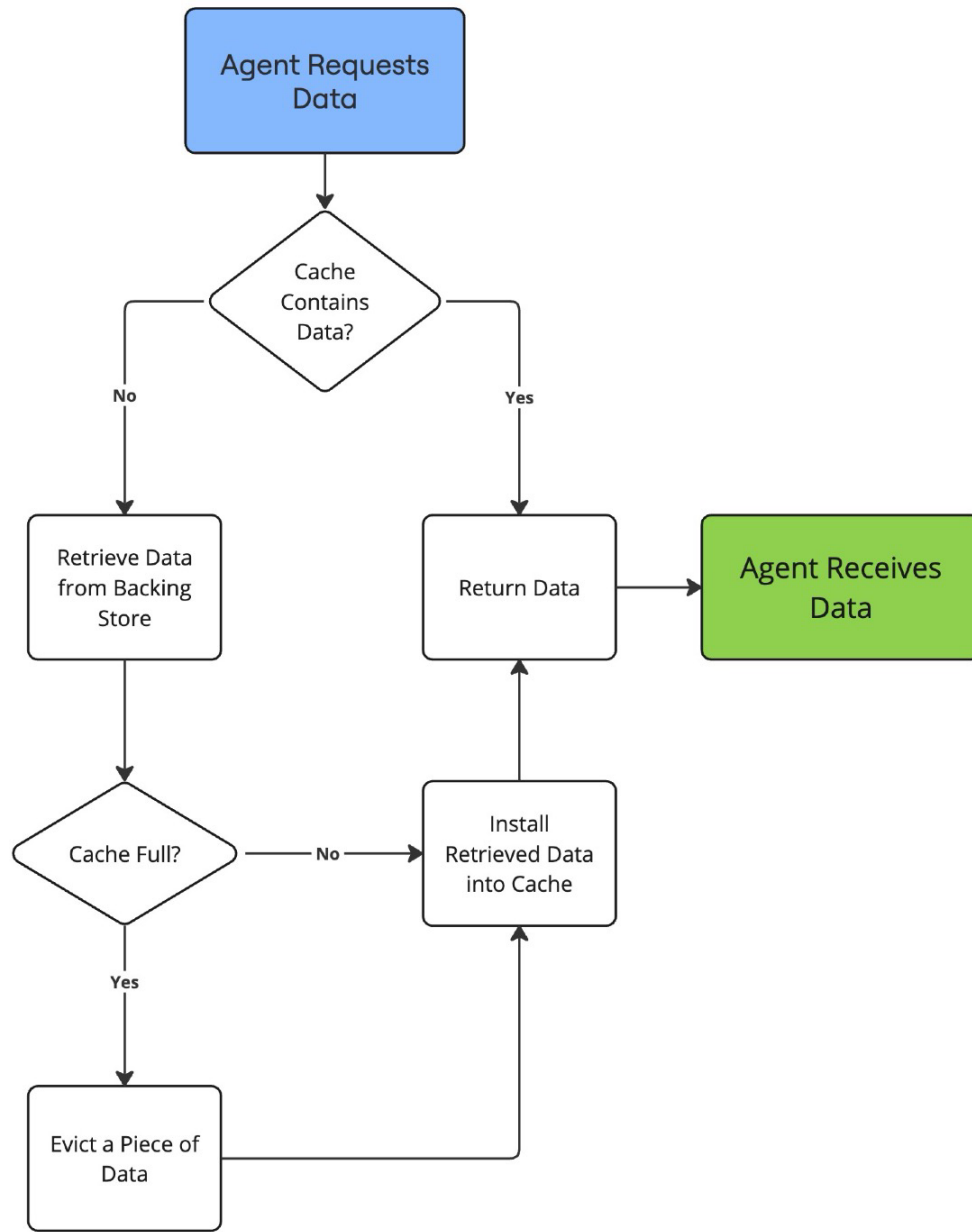 Agent Requests
Data
Cache
Contains
Data?
No
Yes
Retrieve Data
from Backing
Store
Return Data
Agent Receives
Data
Cache Full?
No
Install
Retrieved Data
into Cache
Yes
Evict a Piece of
Data